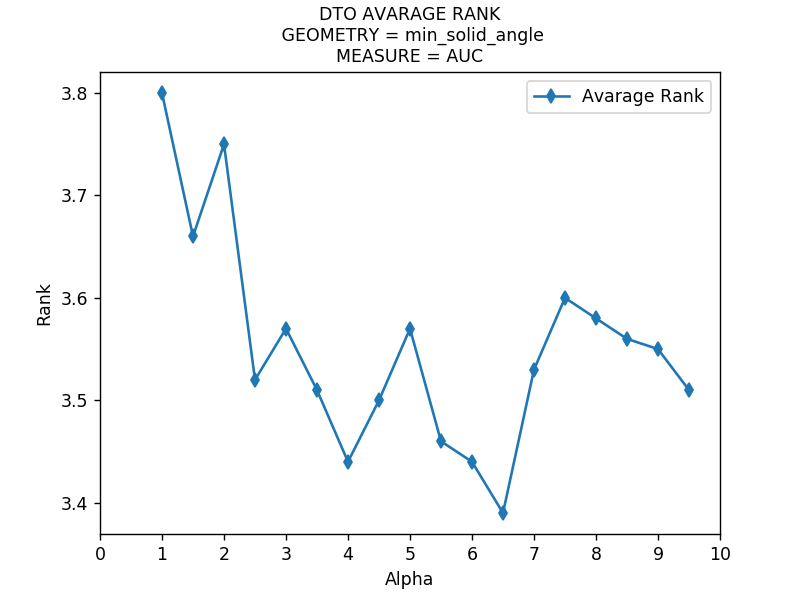 DTO AVARAGE RANK
GEOMETRY = min_solid_angle
MEASURE = AUC
Avarage Rank
3.8
3.7
3.6
3.5
3.4
Rank
0 1 2 3 4 5 6 7 8 9 10
Alpha